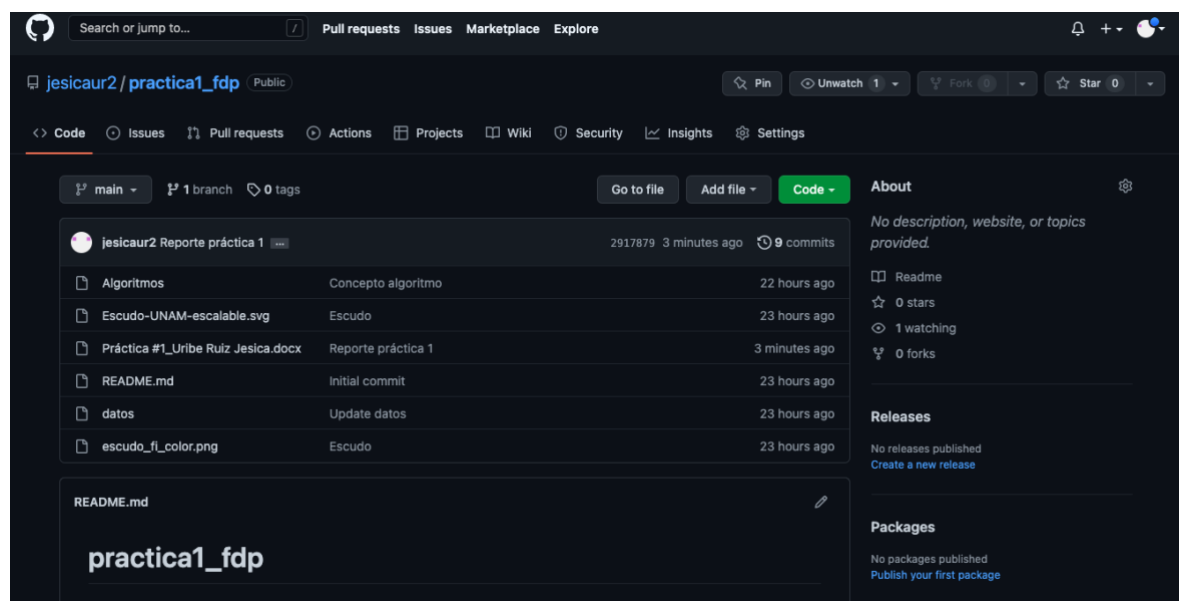 Search or jump to... / Pull requests Issues Marketplace Explore
jesicaur2 / practica1_fdp Public Pin Unwatch 1 Fork 0 Star 0
Code Issues Pull requests Actions Projects Wiki Security Insights Settings
main 1 branch 0 tags Go to file Add file Code
jesicaur2 Reporte práctica 1 ... 2917879 3 minutes ago 9 commits
Algoritmos Concepto algoritmo 22 hours ago
Escudo-UNAM-escalable.svg Escudo 23 hours ago
Práctica #1_Uribe Ruiz Jesica.docx Reporte práctica 1 3 minutes ago
README.md Initial commit 23 hours ago
datos Update datos 23 hours ago
escudo_fi_color.png Escudo 23 hours ago
README.md
practica1_fdp
About
No description, website, or topics
provided.
Readme
0 stars
1 watching
0 forks
Releases
No releases published
Create a new release
Packages
No packages published
Publish your first package